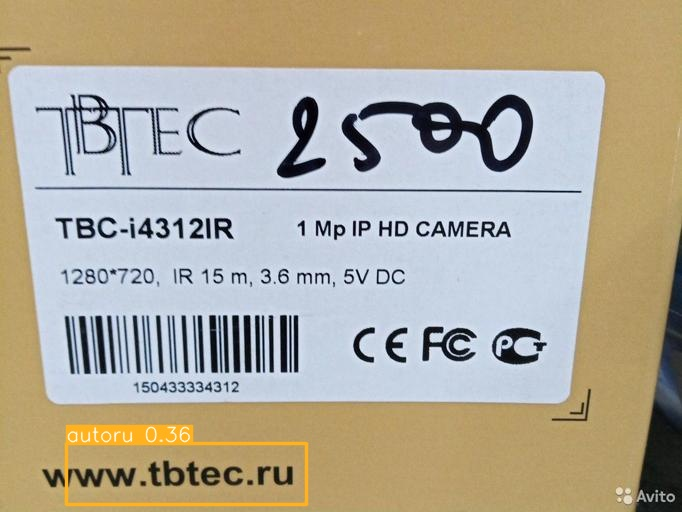 TBTEC 2500
TBC-i4312IR 1 Mp IP HD CAMERA
1280*720, IR 15 m, 3.6 mm, 5V DC
CE FC PCT
150433334312
autoru 0.36
www.tbtec.ru
Avito